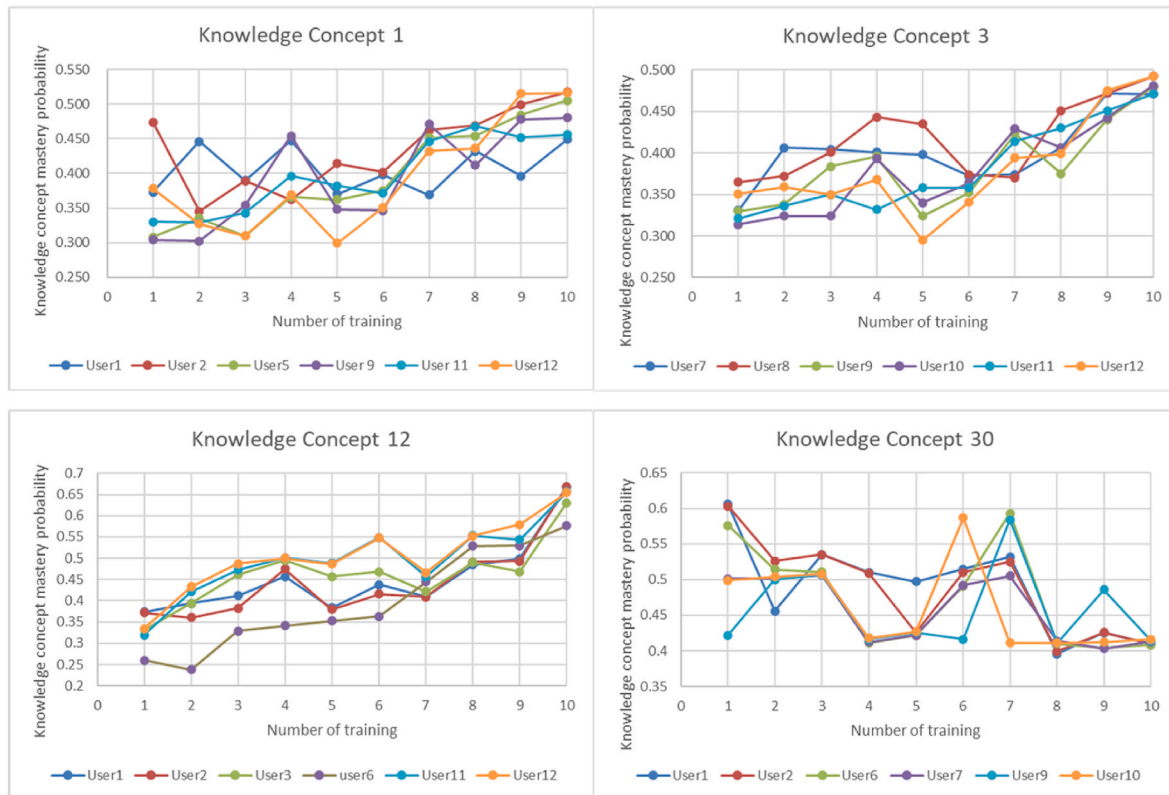 Knowledge Concept 1
Knowledge concept mastery probability
0.550
0.500
0.450
0.400
0.350
0.300
0.250
0 1 2 3 4 5 6 7 8 9 10
Number of training
User1 User 2 User5 User 9 User 11 User12
Knowledge Concept 3
Knowledge concept mastery probability
0.500
0.450
0.400
0.350
0.300
0.250
0 1 2 3 4 5 6 7 8 9 10
Number of training
User7 User8 User9 User10 User11 User12
Knowledge Concept 12
Knowledge concept mastery probability
0.7
0.65
0.6
0.55
0.5
0.45
0.4
0.35
0.3
0.25
0.2
0 1 2 3 4 5 6 7 8 9 10
Number of training
User1 User2 User3 user6 User11 User12
Knowledge Concept 30
Knowledge concept mastery probability
0.65
0.6
0.55
0.5
0.45
0.4
0.35
0 1 2 3 4 5 6 7 8 9 10
Number of training
User1 User2 User6 User7 User9 User10